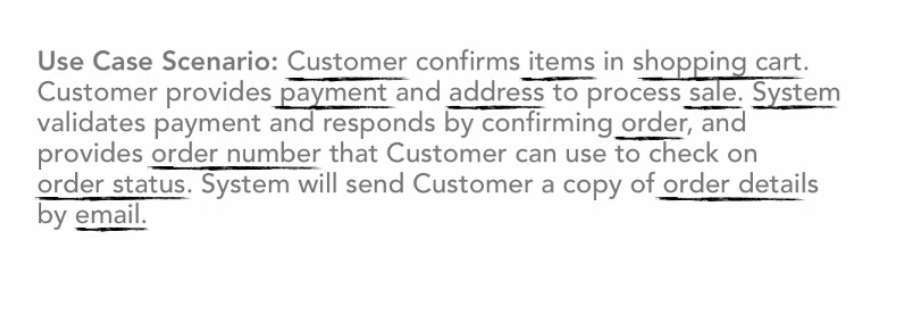 Use Case Scenario: Customer confirms items in shopping cart.
Customer provides payment and address to process sale. System
validates payment and responds by confirming order, and
provides order number that Customer can use to check on
order status. System will send Customer a copy of order details
by email.